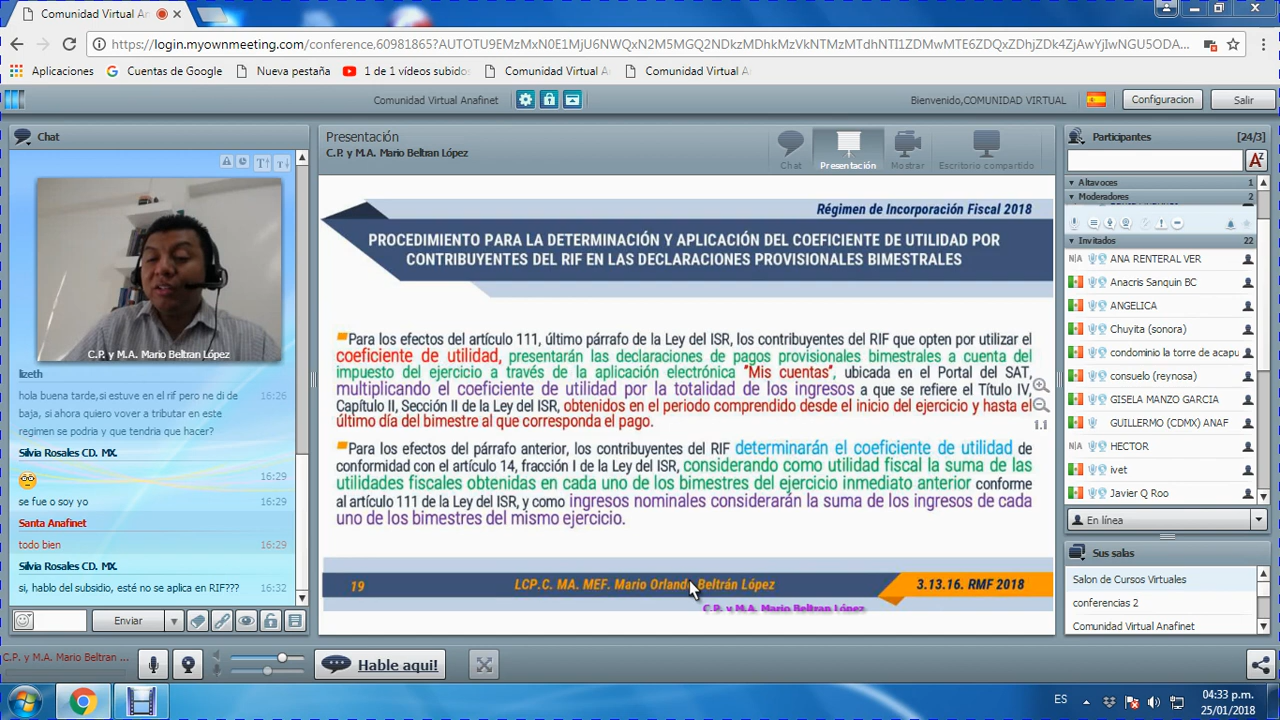 Comunidad Virtual Anafin
https://login.myownmeeting.com/conference,60981865?AUTOTU9EMzMxN0E1MjU6NWQxN2M5MGQ2NDkzMDhkMzVkNTMzMTdhNTI1ZDMwMTE6ZDQxZDhjZDk4ZjAwYjIwNGU5ODA...
Aplicaciones
Cuentas de Google
Nueva pestaña
1 de 1 vídeos subido
Comunidad Virtual An
Comunidad Virtual An
Comunidad Virtual Anafinet
Bienvenido,COMUNIDAD VIRTUAL
Configuracion
Salir
Chat
C.P. y M.A. Mario Beltran López
lizeth
hola buena tarde,si estuve en el rif pero ne di de
baja, si ahora quiero vover a tributar en este
regimen se podria y que tendria que hacer?
16:26
Silvia Rosales CD. MX.
16:29
se fue o soy yo
16:29
Santa Anafinet
todo bien
16:29
Silvia Rosales CD. MX.
16:29
si, hablo del subsidio, esté no se aplica en RIF???
Enviar
Presentación
C.P. y M.A. Mario Beltran López
Chat
Presentación
Mostrar
Escritorio compartido
Régimen de Incorporación Fiscal 2018
PROCEDIMIENTO PARA LA DETERMINACIÓN Y APLICACIÓN DEL COEFICIENTE DE UTILIDAD POR
CONTRIBUYENTES DEL RIF EN LAS DECLARACIONES PROVISIONALES BIMESTRALES
Para los efectos del artículo 111, último párrafo de la Ley del ISR, los contribuyentes del RIF que opten por utilizar el
coeficiente de utilidad, presentarán las declaraciones de pagos provisionales bimestrales a cuenta del
impuesto del ejercicio a través de la aplicación electrónica "Mis cuentas", ubicada en el Portal del SAT,
multiplicando el coeficiente de utilidad por la totalidad de los ingresos a que se refiere el Título IV,
Capítulo II, Sección II de la Ley del ISR, obtenidos en el periodo comprendido desde el inicio del ejercicio y hasta el
último día del bimestre al que corresponda el pago.
Para los efectos del párrafo anterior, los contribuyentes del RIF determinarán el coeficiente de utilidad de
conformidad con el artículo 14, fracción I de la Ley del ISR, considerando como utilidad fiscal la suma de las
utilidades fiscales obtenidas en cada uno de los bimestres del ejercicio inmediato anterior conforme
al artículo 111 de la Ley del ISR, y como ingresos nominales considerarán la suma de los ingresos de cada
uno de los bimestres del mismo ejercicio.
1.1
19
LCP.C. MA. MEF. Mario Orlando Beltrán López
3.13.16. RMF 2018
C.P. y M.A. Mario Beltran López
Participantes
[24/3]
Altavoces 1
Moderadores 2
Invitados 22
N/A ANA RENTERAL VER
Anacris Sanquin BC
ANGELICA
Chuyita (sonora)
condominio la torre de acapu
consuelo (reynosa)
GISELA MANZO GARCIA
GUILLERMO (CDMX) ANAF
N/A HECTOR
ivet
Javier Q Roo
En línea
Sus salas
Salon de Cursos Virtuales
conferencias 2
Comunidad Virtual Anafinet
C.P. y M.A. Mario Beltran ...
Hable aqui!
ES
04:33 p.m.
25/01/2018